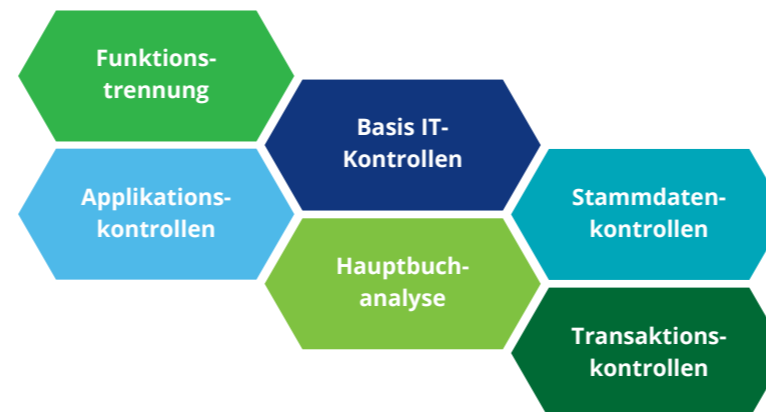 Funktions-
trennung
Basis IT-
Kontrollen
Applikations-
kontrollen
Stammdaten-
kontrollen
Hauptbuch-
analyse
Transaktions-
kontrollen